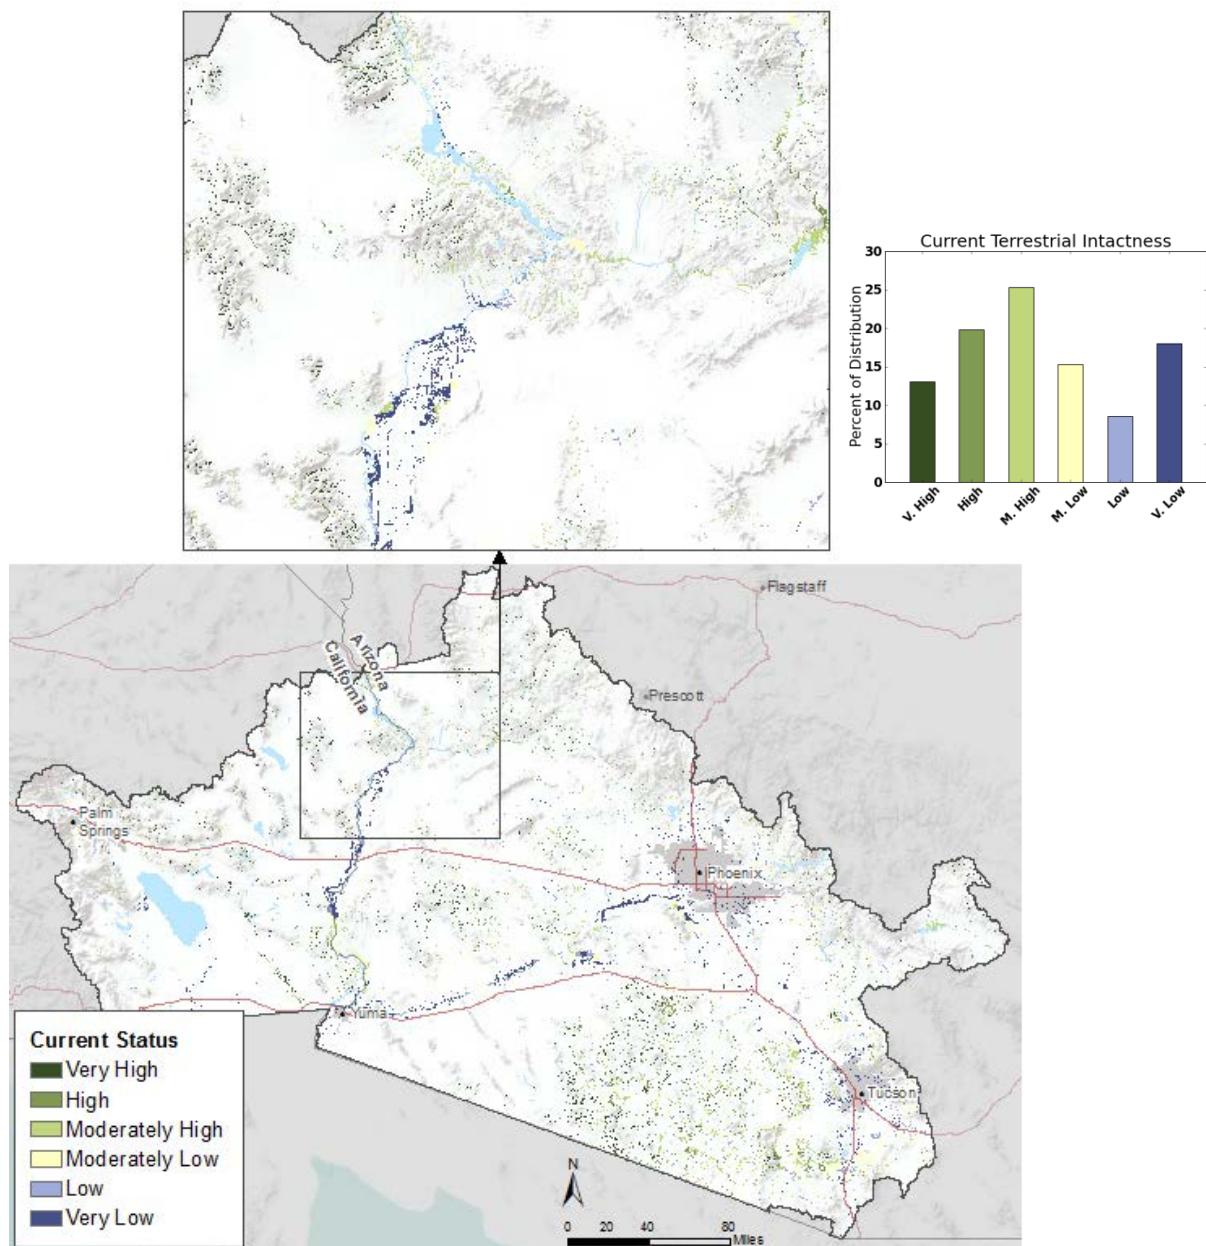 Current Terrestrial Intactness
Percent of Distribution
30
25
20
15
10
5
0
V. High
High
M. High
M. Low
Low
V. Low
Flagstaff
Arizona
California
Prescott
Palm
Springs
Phoenix
Yuma
Tucson
Current Status
Very High
High
Moderately High
Moderately Low
Low
Very Low
N
0 20 40 80
Miles